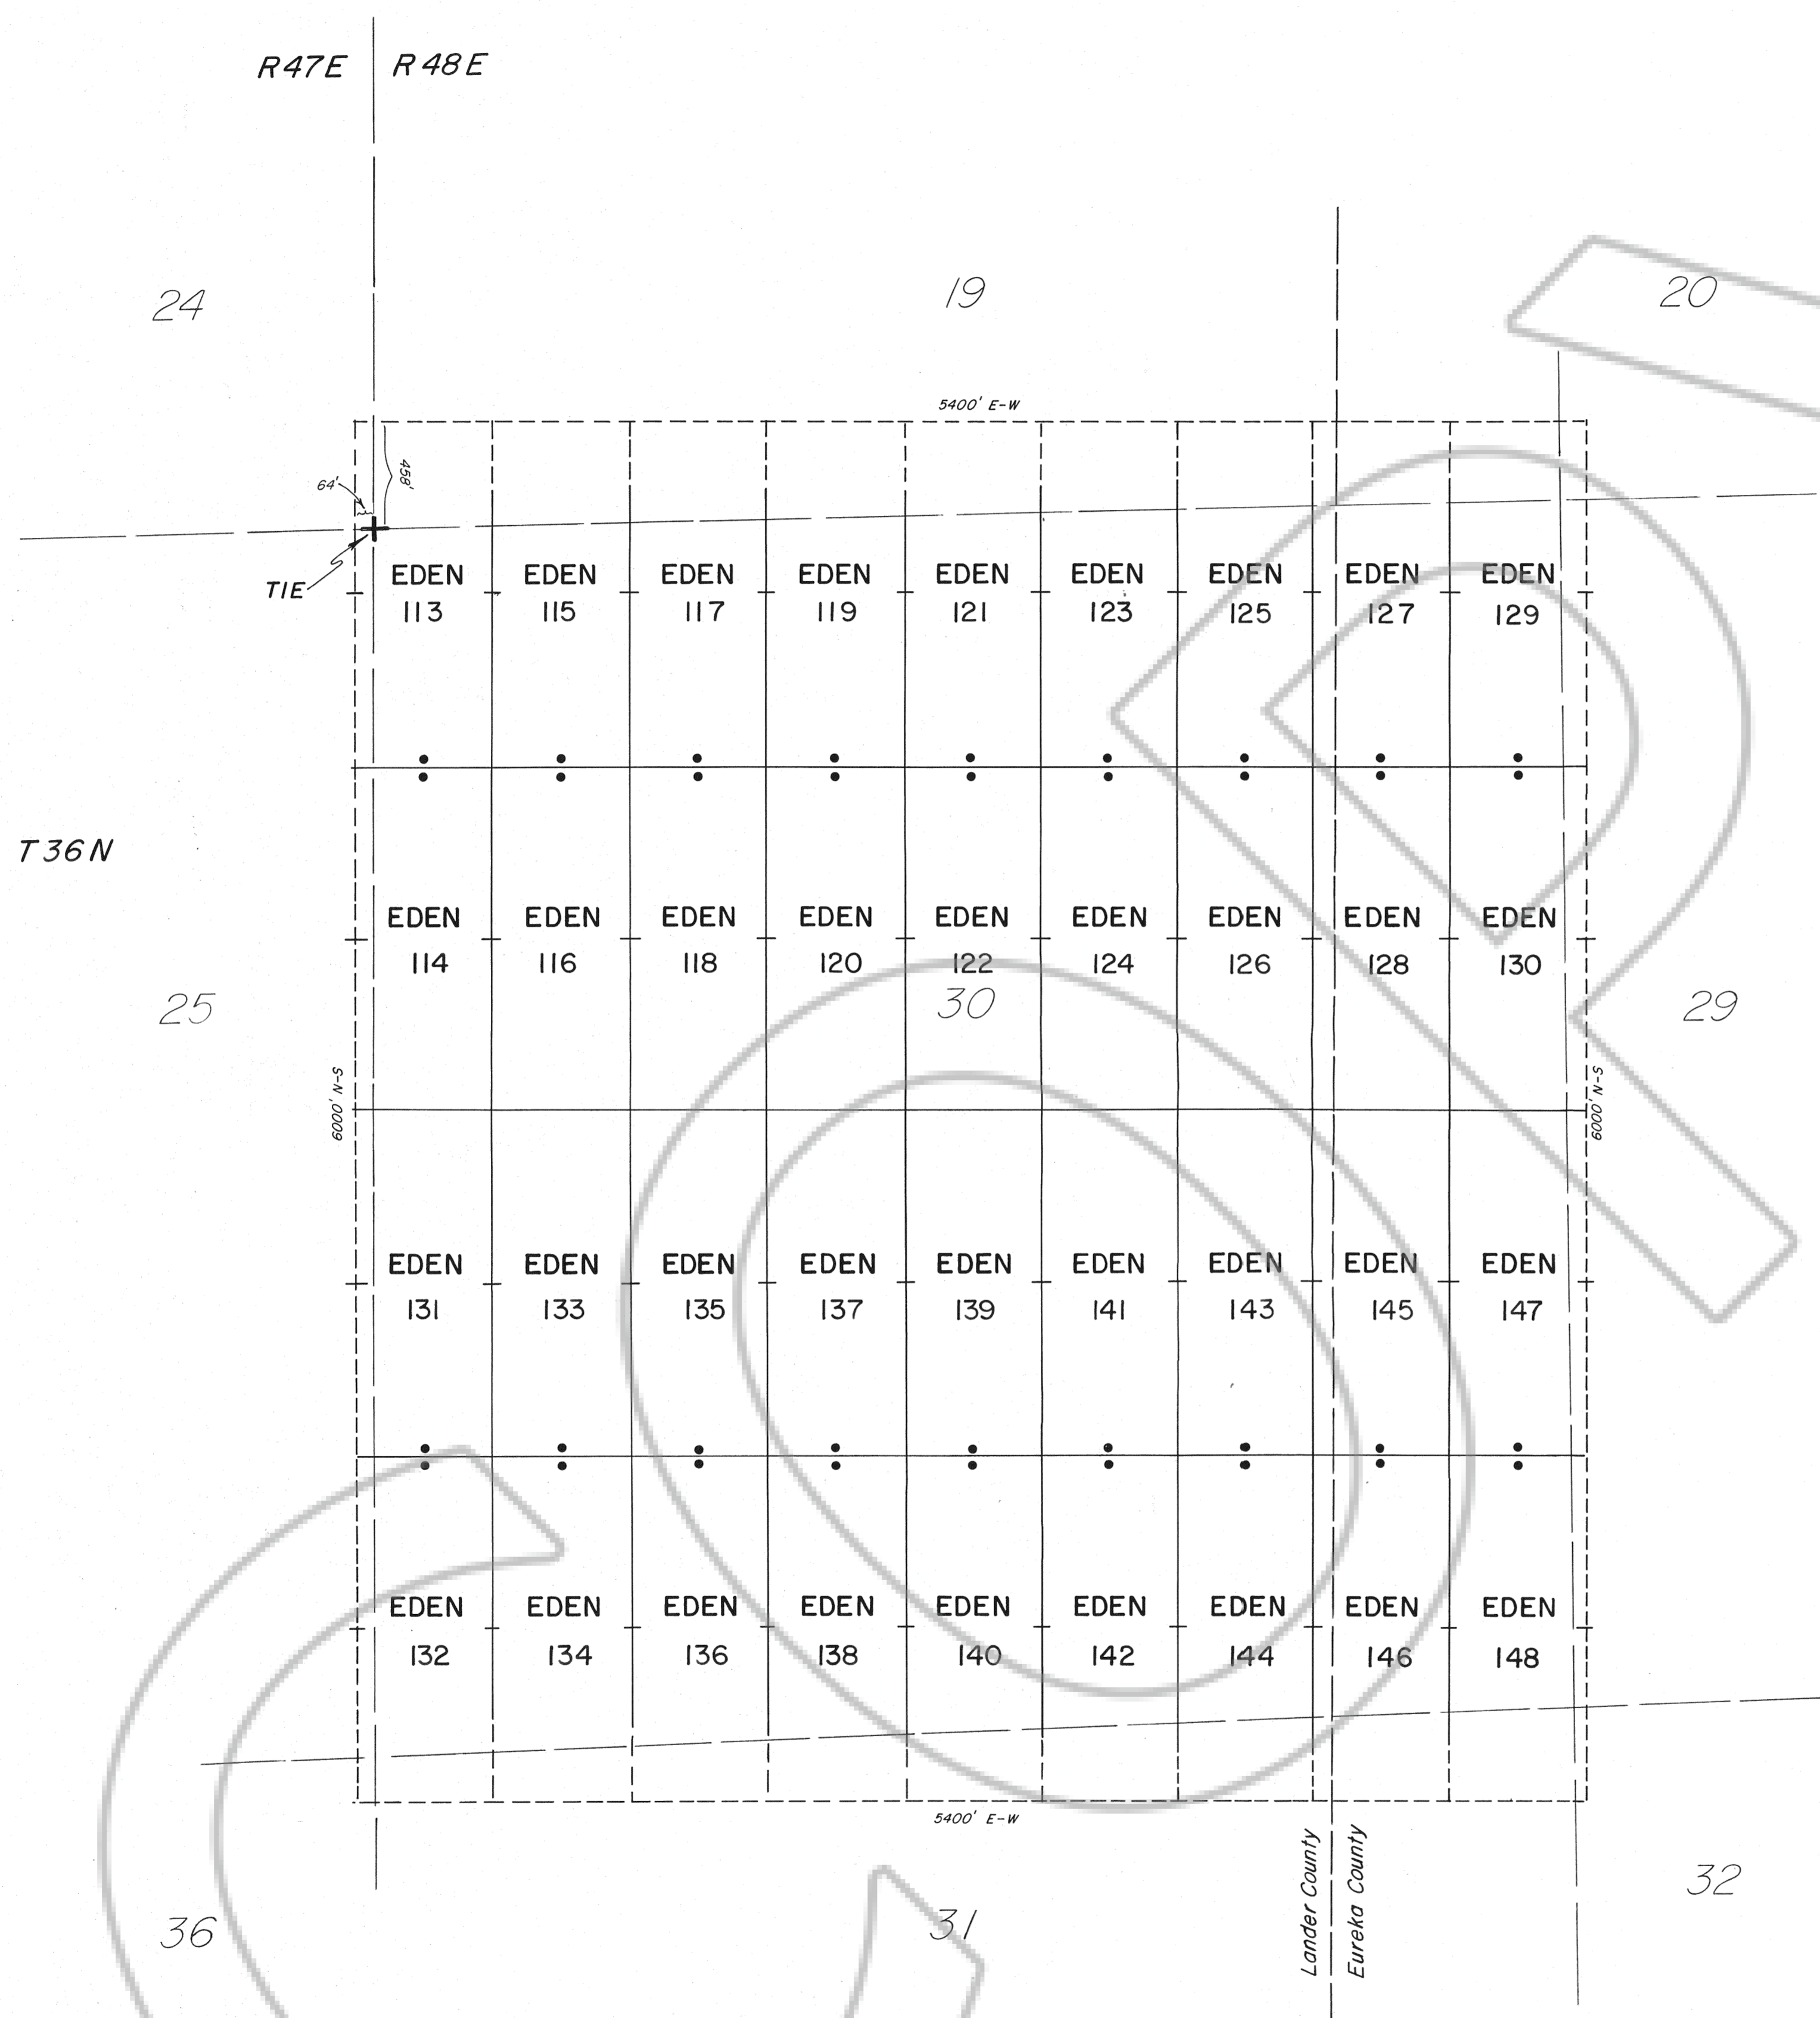 R47E R48E
24 19 20
5400' E-W
458'
64'
TIE
EDEN EDEN EDEN EDEN EDEN EDEN EDEN EDEN EDEN
113 115 117 119 121 123 125 127 129
T36N
EDEN EDEN EDEN EDEN EDEN EDEN EDEN EDEN EDEN
114 116 118 120 122 124 126 128 130
25 30 29
6000' N-S 6000' N-S
EDEN EDEN EDEN EDEN EDEN EDEN EDEN EDEN EDEN
131 133 135 137 139 141 143 145 147
EDEN EDEN EDEN EDEN EDEN EDEN EDEN EDEN EDEN
132 134 136 138 140 142 144 146 148
5400' E-W
Lander County
Eureka County
36 31 32